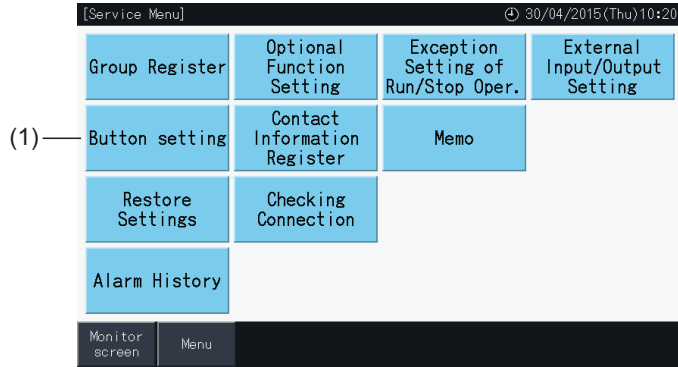 [Service Menu] 30/04/2015(Thu)10:20
Group Register
Optional
Function
Setting
Exception
Setting of
Run/Stop Oper.
External
Input/Output
Setting
(1)
Button setting
Contact
Information
Register
Memo
Restore
Settings
Checking
Connection
Alarm History
Monitor
screen
Menu